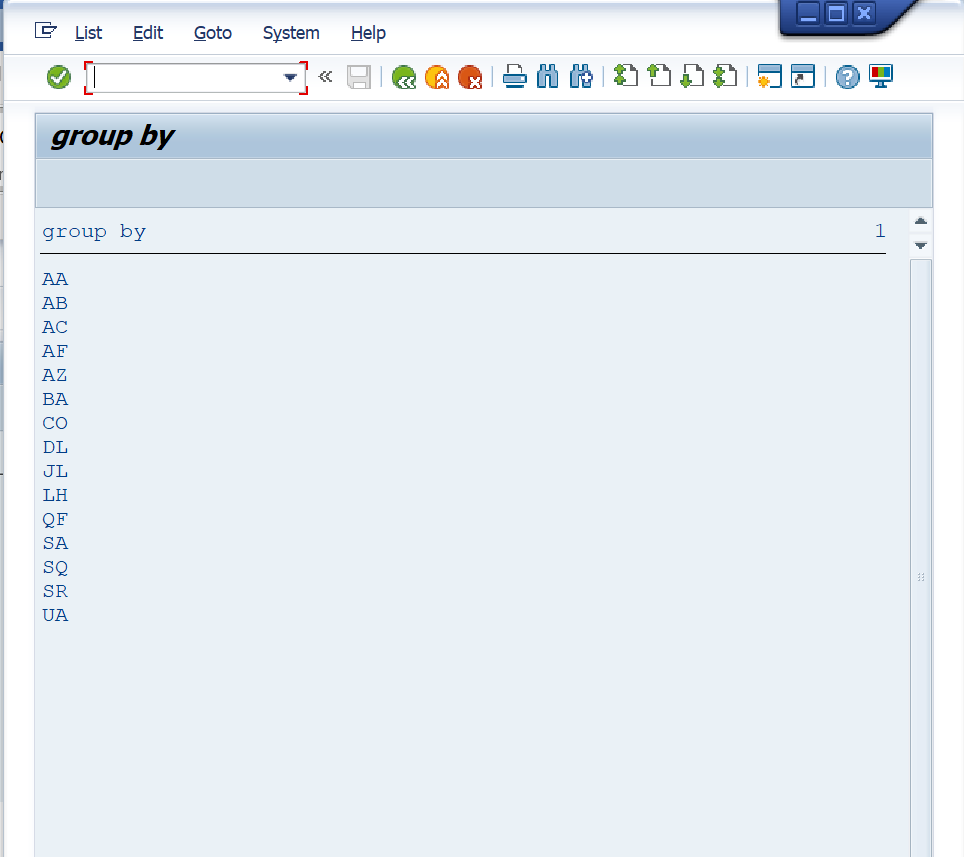 List Edit Goto System Help
group by
group by 1
AA
AB
AC
AF
AZ
BA
CO
DL
JL
LH
QF
SA
SQ
SR
UA